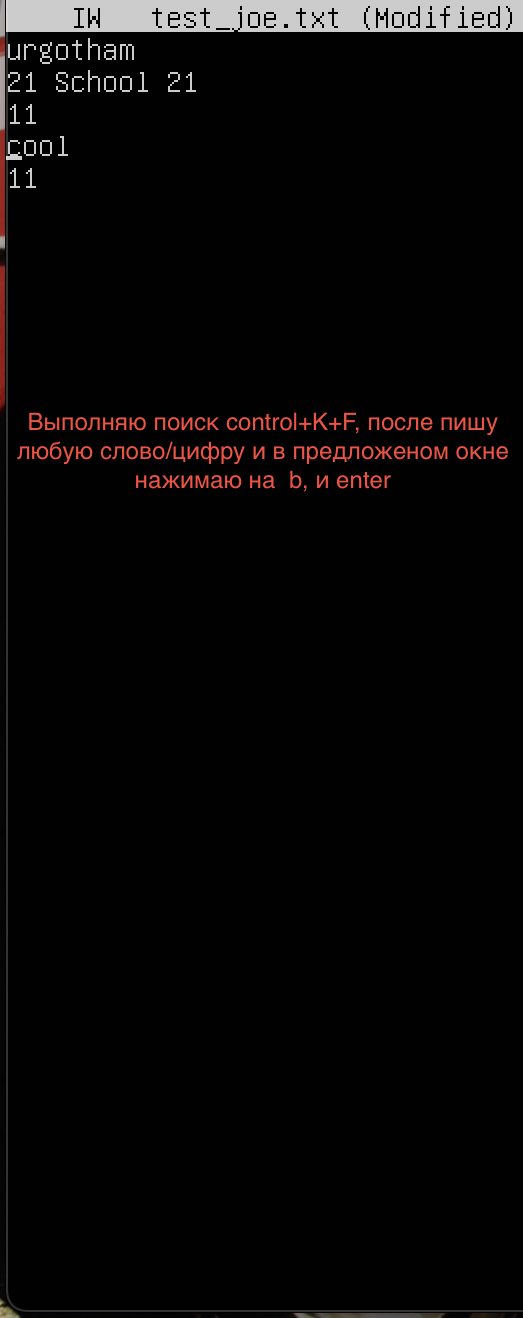 IW test_joe.txt (Modified)
urgotham
21 School 21
11
cool
11
Выполняю поиск control+K+F, после пишу
любую слово/цифру и в предложеном окне
нажимаю на b, и enter